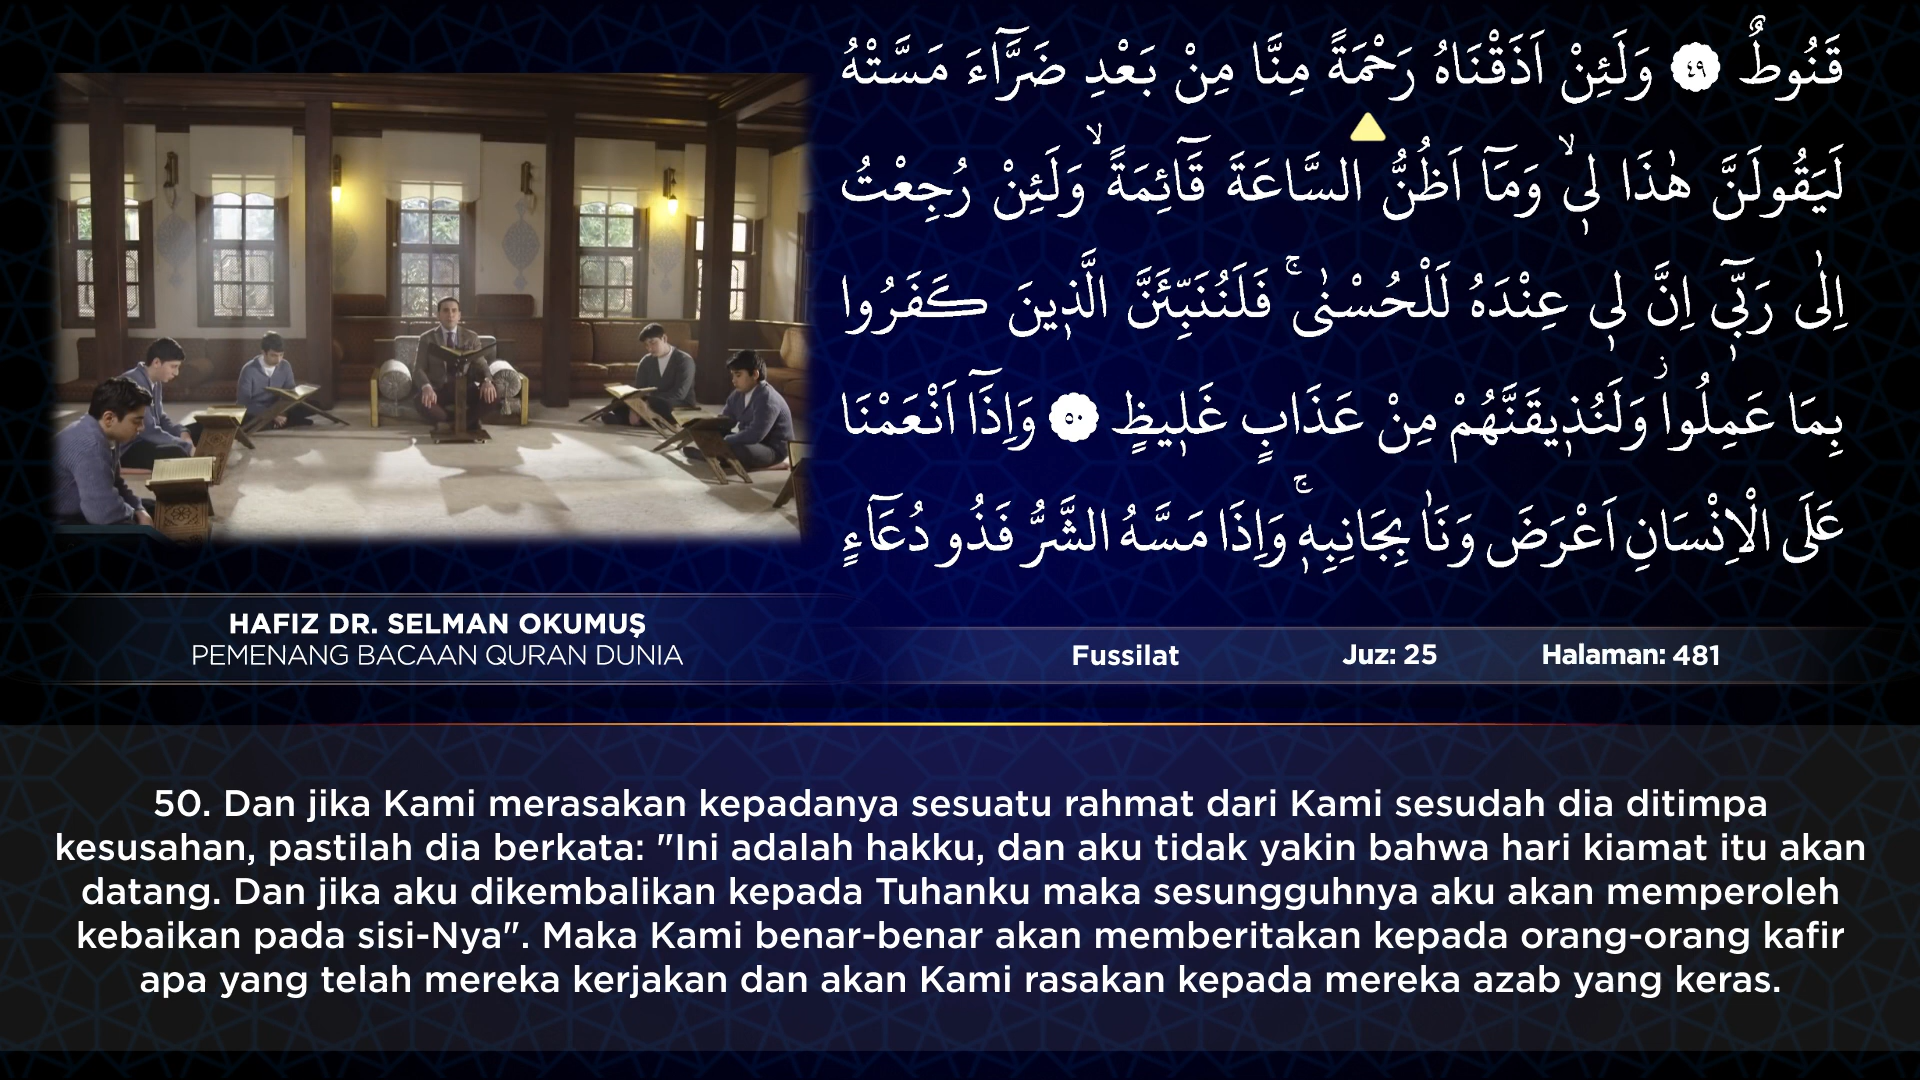 قَنُوطٌ ﴿٤٩﴾ وَلَئِنْ اَذَقْنَاهُ رَحْمَةً مِنَّا مِنْ بَعْدِ ضَرَّٓاءَ مَسَّتْهُ
لَيَقُولَنَّ هٰذَا ل۪يۙ وَمَٓا اَظُنُّ السَّاعَةَ قَٓائِمَةًۙ وَلَئِنْ رُجِعْتُ
اِلٰى رَبّ۪ٓي اِنَّ ل۪ي عِنْدَهُ لَلْحُسْنٰىۚ فَلَنُنَبِّئَنَّ الَّذ۪ينَ كَفَرُوا
بِمَا عَمِلُواۘ وَلَنُذ۪يقَنَّهُمْ مِنْ عَذَابٍ غَل۪يظٍ ﴿٥٠﴾ وَاِذَٓا اَنْعَمْنَا
عَلَى الْاِنْسَانِ اَعْرَضَ وَنَاٰ بِجَانِبِه۪ۚ وَاِذَا مَسَّهُ الشَّرُّ فَذُو دُعَٓاءٍ
HAFIZ DR. SELMAN OKUMUŞ
PEMENANG BACAAN QURAN DUNIA
Fussilat Juz: 25 Halaman: 481
50. Dan jika Kami merasakan kepadanya sesuatu rahmat dari Kami sesudah dia ditimpa
kesusahan, pastilah dia berkata: "Ini adalah hakku, dan aku tidak yakin bahwa hari kiamat itu akan
datang. Dan jika aku dikembalikan kepada Tuhanku maka sesungguhnya aku akan memperoleh
kebaikan pada sisi-Nya". Maka Kami benar-benar akan memberitakan kepada orang-orang kafir
apa yang telah mereka kerjakan dan akan Kami rasakan kepada mereka azab yang keras.